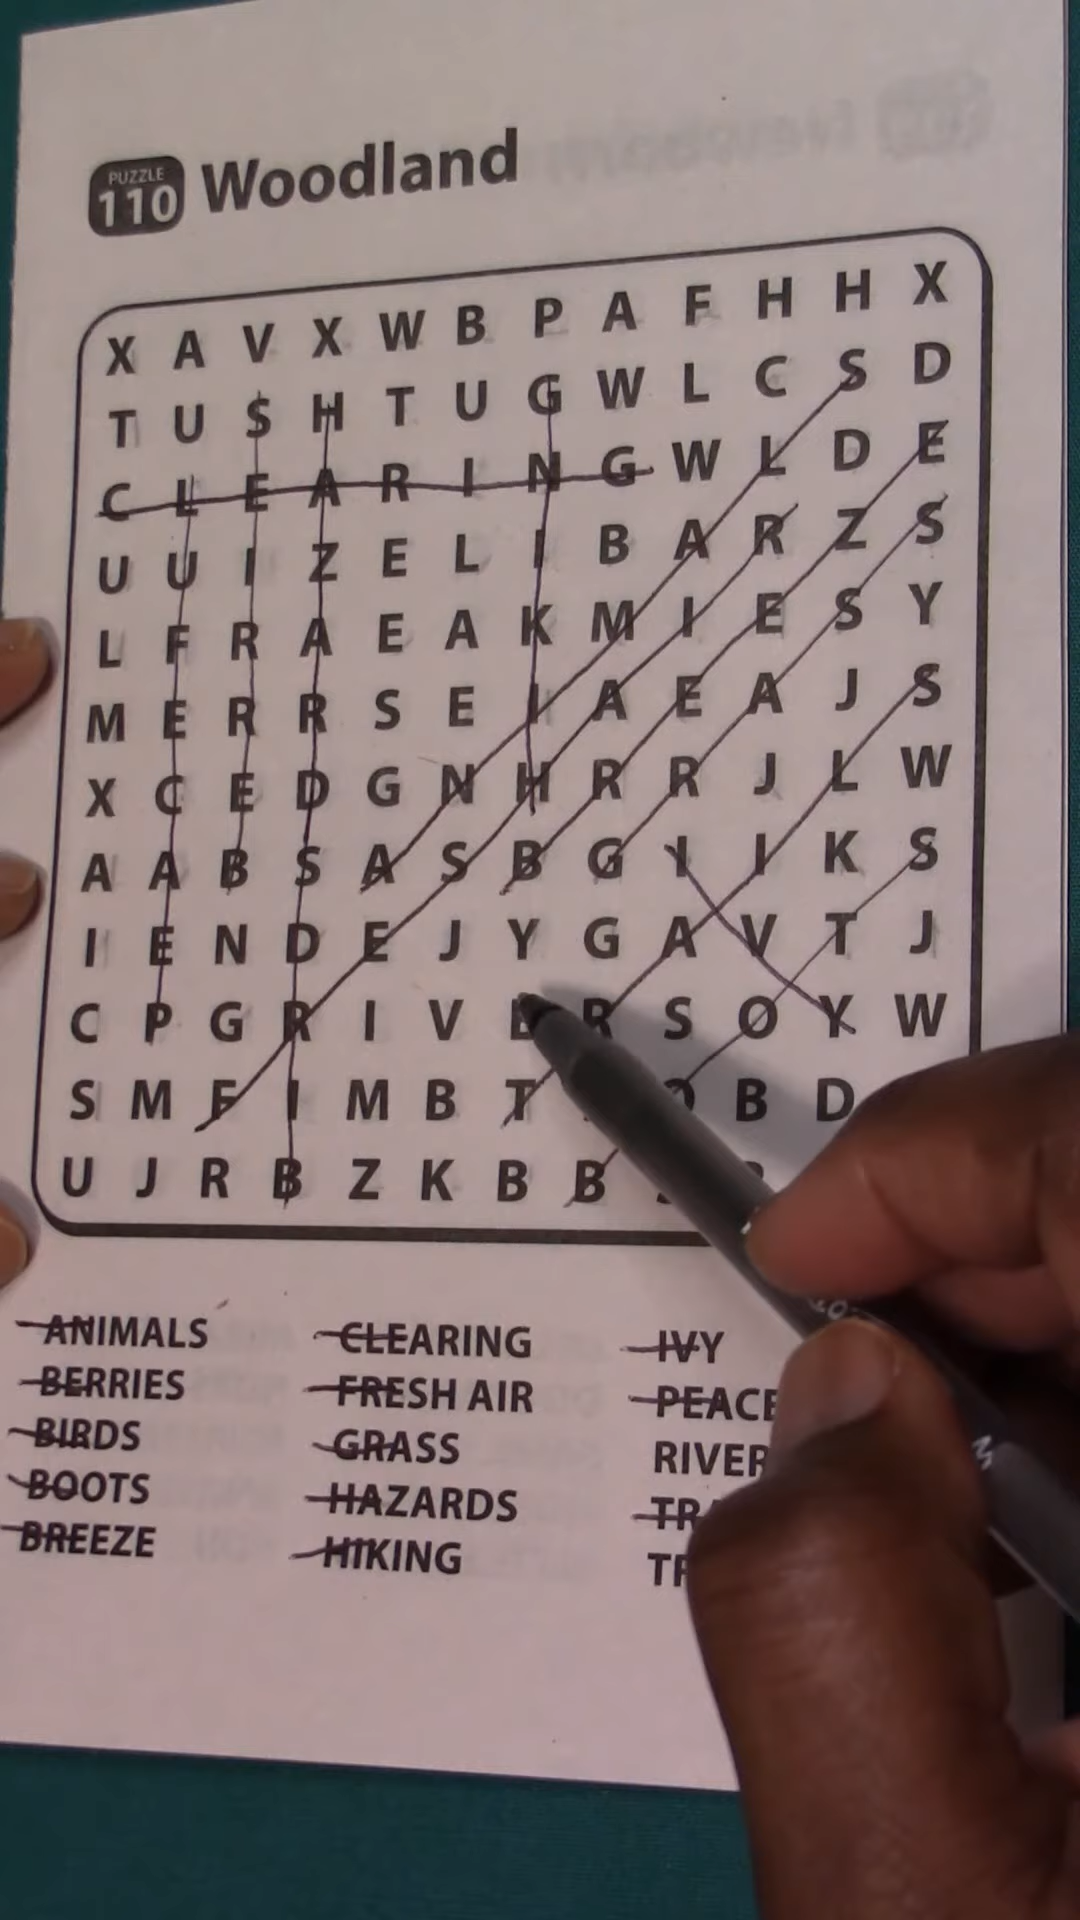 PUZZLE
110
Woodland
X A V X W B P A F H H X
T U S H T U G W L C S D
C L E A R I N G W L D E
U U I Z E L I B A R Z S
L F R A E A K M I E S Y
M E R R S E I A E A J S
X C E D G N H R R J L W
A A B S A S B G I I K S
I E N D E J Y G A V T J
C P G R I V E R S O Y W
S M F I M B T O B D
U J R B Z K B B
ANIMALS
BERRIES
BIRDS
BOOTS
BREEZE
CLEARING
FRESH AIR
GRASS
HAZARDS
HIKING
IVY
PEACE
RIVER